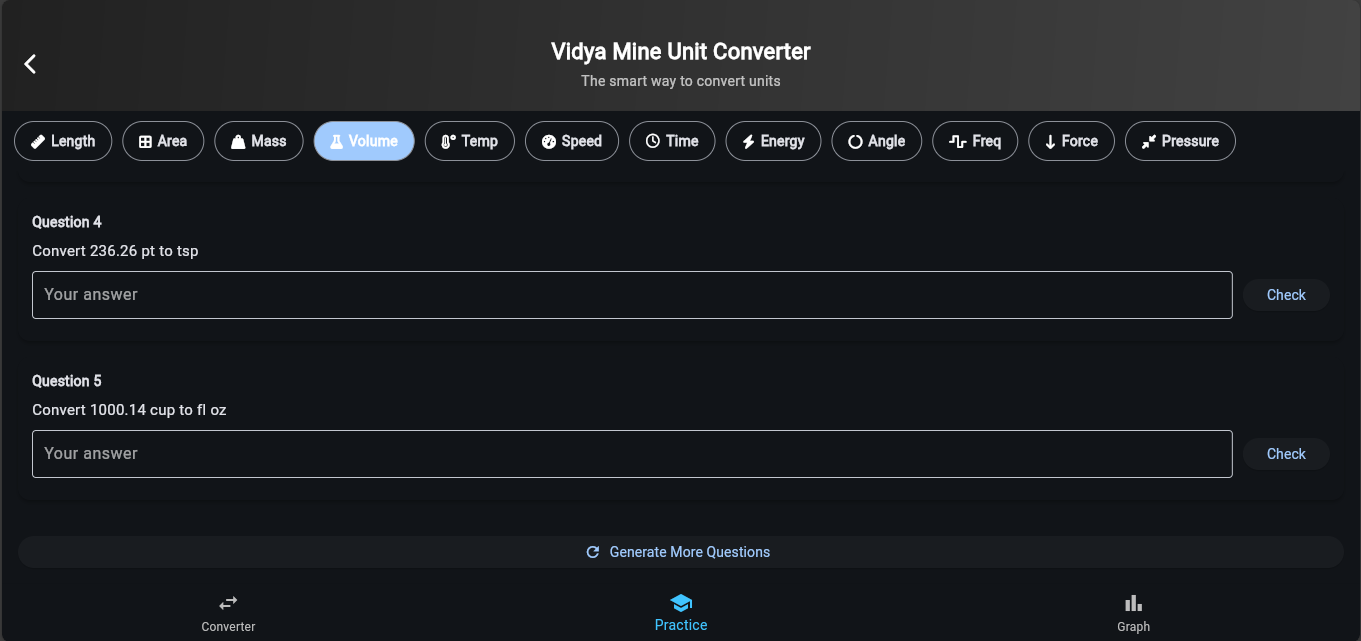 Vidya Mine Unit Converter
The smart way to convert units
Length Area Mass Volume Temp Speed Time Energy Angle Freq Force Pressure
Question 4
Convert 236.26 pt to tsp
Your answer
Check
Question 5
Convert 1000.14 cup to fl oz
Your answer
Check
Generate More Questions
Converter Practice Graph